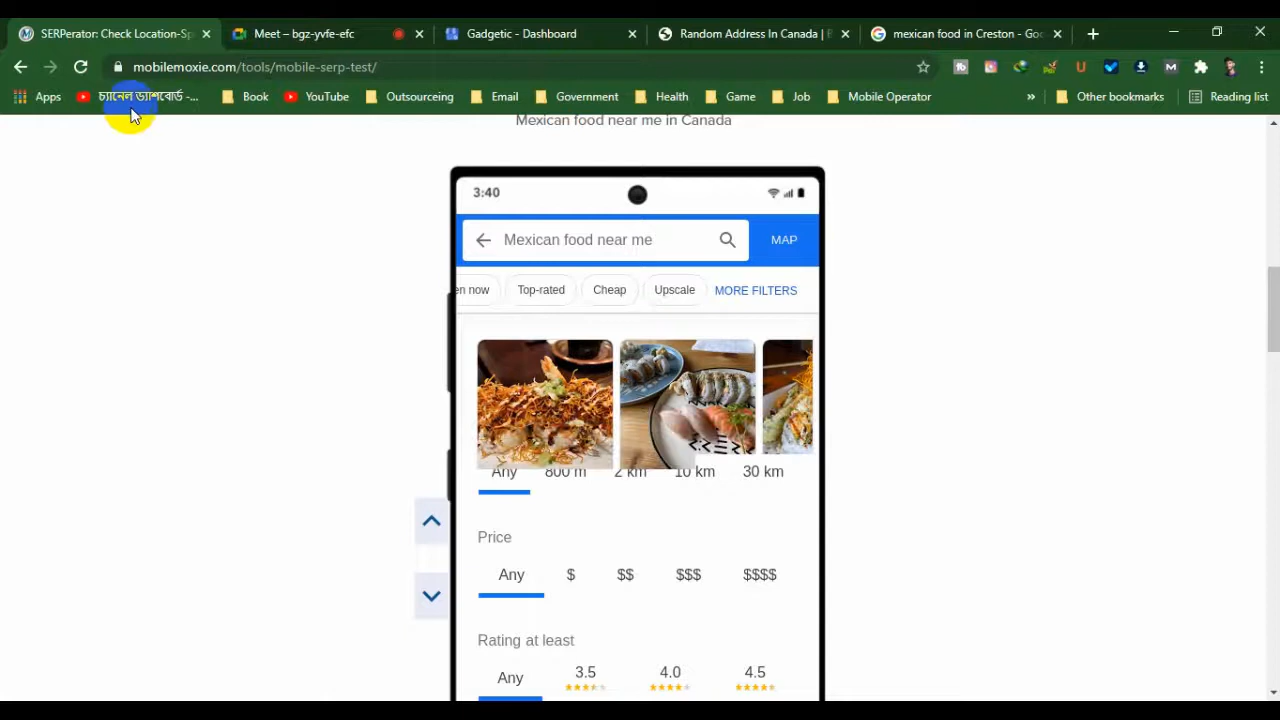 SERPerator: Check Location-Sp
Meet – bgz-yvfe-efc
Gadgetic - Dashboard
Random Address In Canada |
mexican food in Creston - Goo
mobilemoxie.com/tools/mobile-serp-test/
Apps
চ্যানেল ড্যাশবোর্ড -...
Book
YouTube
Outsourceing
Email
Government
Health
Game
Job
Mobile Operator
»
Other bookmarks
Reading list
Mexican food near me in Canada
3:40
Mexican food near me
MAP
en now
Top-rated
Cheap
Upscale
MORE FILTERS
Any 800 m 2 km 10 km 30 km
Price
Any $ $$ $$$ $$$$
Rating at least
Any 3.5 4.0 4.5